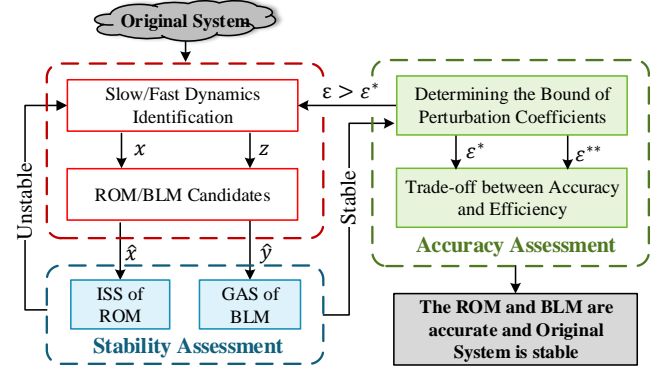 Original System
Slow/Fast Dynamics
Identification
x
z
ROM/BLM Candidates
x̂
ŷ
Unstable
ISS of
ROM
GAS of
BLM
Stability Assessment
Stable
ε > ε*
Determining the Bound of
Perturbation Coefficients
ε*
ε**
Trade-off between Accuracy
and Efficiency
Accuracy Assessment
The ROM and BLM are
accurate and Original
System is stable